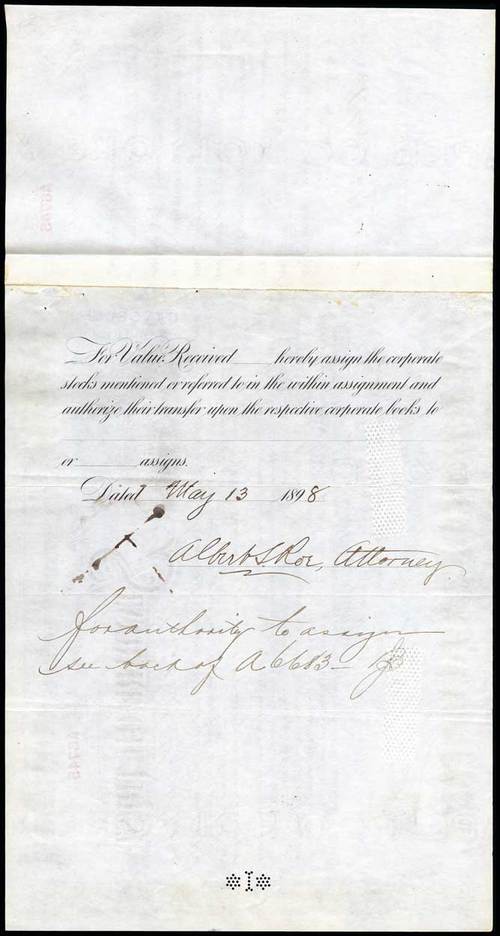 For Value Received hereby assign the corporate
stocks mentioned or referred to in the within assignment and
authorize their transfer upon the respective corporate books to
or assigns.
Dated May 13 1898
Albert S Roe, Attorney
for authority to assign
see back of A6683 –